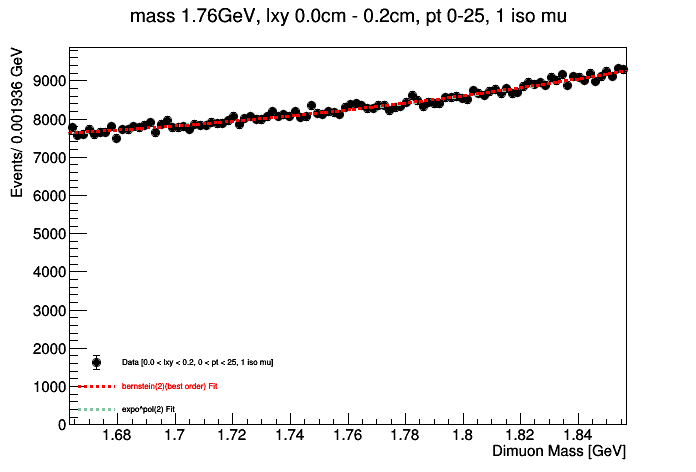 mass 1.76GeV, lxy 0.0cm - 0.2cm, pt 0-25, 1 iso mu
Events/ 0.001936 GeV
9000
8000
7000
6000
5000
4000
3000
2000
1000
0
Data [0.0 < lxy < 0.2, 0 < pt < 25, 1 iso mu]
bernstein(2)(best order) Fit
expo^pol(2) Fit
1.68 1.7 1.72 1.74 1.76 1.78 1.8 1.82 1.84
Dimuon Mass [GeV]